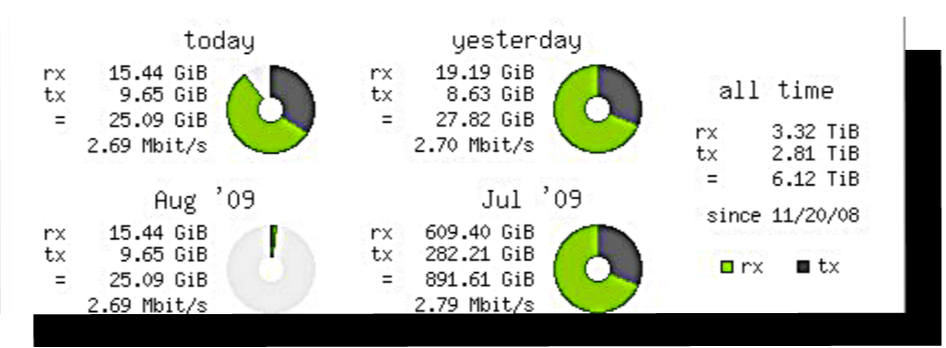 today
rx 15.44 GiB
tx 9.65 GiB
= 25.09 GiB
2.69 Mbit/s
yesterday
rx 19.19 GiB
tx 8.63 GiB
= 27.82 GiB
2.70 Mbit/s
Aug '09
rx 15.44 GiB
tx 9.65 GiB
= 25.09 GiB
2.69 Mbit/s
Jul '09
rx 609.40 GiB
tx 282.21 GiB
= 891.61 GiB
2.79 Mbit/s
all time
rx 3.32 TiB
tx 2.81 TiB
= 6.12 TiB
since 11/20/08
rx tx